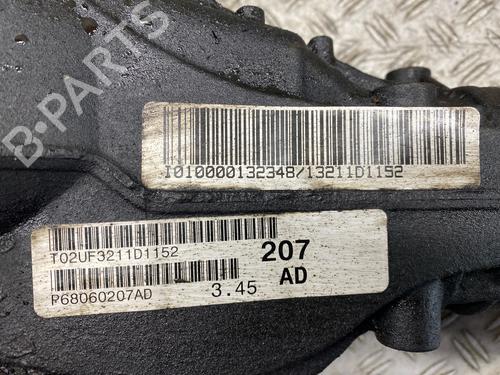 B-PARTS
I010000132348/13211D1152
T02UF3211D1152
207
P68060207AD
3.45
AD